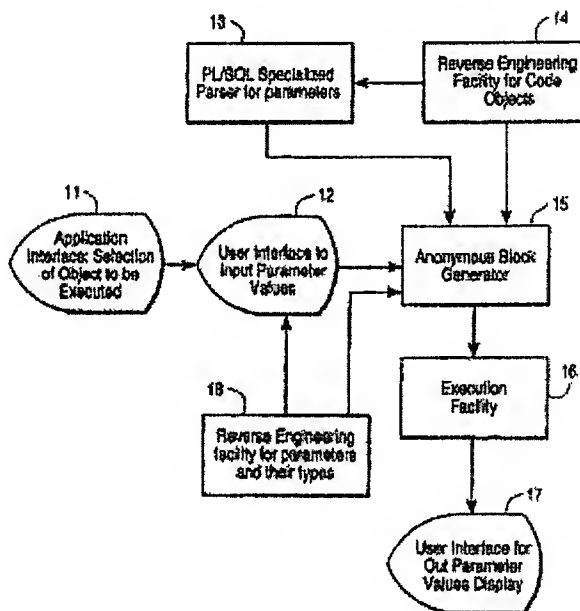 13
14
PL/SQL Specialized
Parser for parameters
Reverse Engineering
Facility for Code
Objects
11
12
15
Application
Interface: Selection
of Object to be
Executed
User Interface to
Input Parameter
Values
Anonymous Block
Generator
18
Reverse Engineering
facility for parameters
and their types
16
Execution
Facility
17
User Interface for
Out Parameter
Values Display